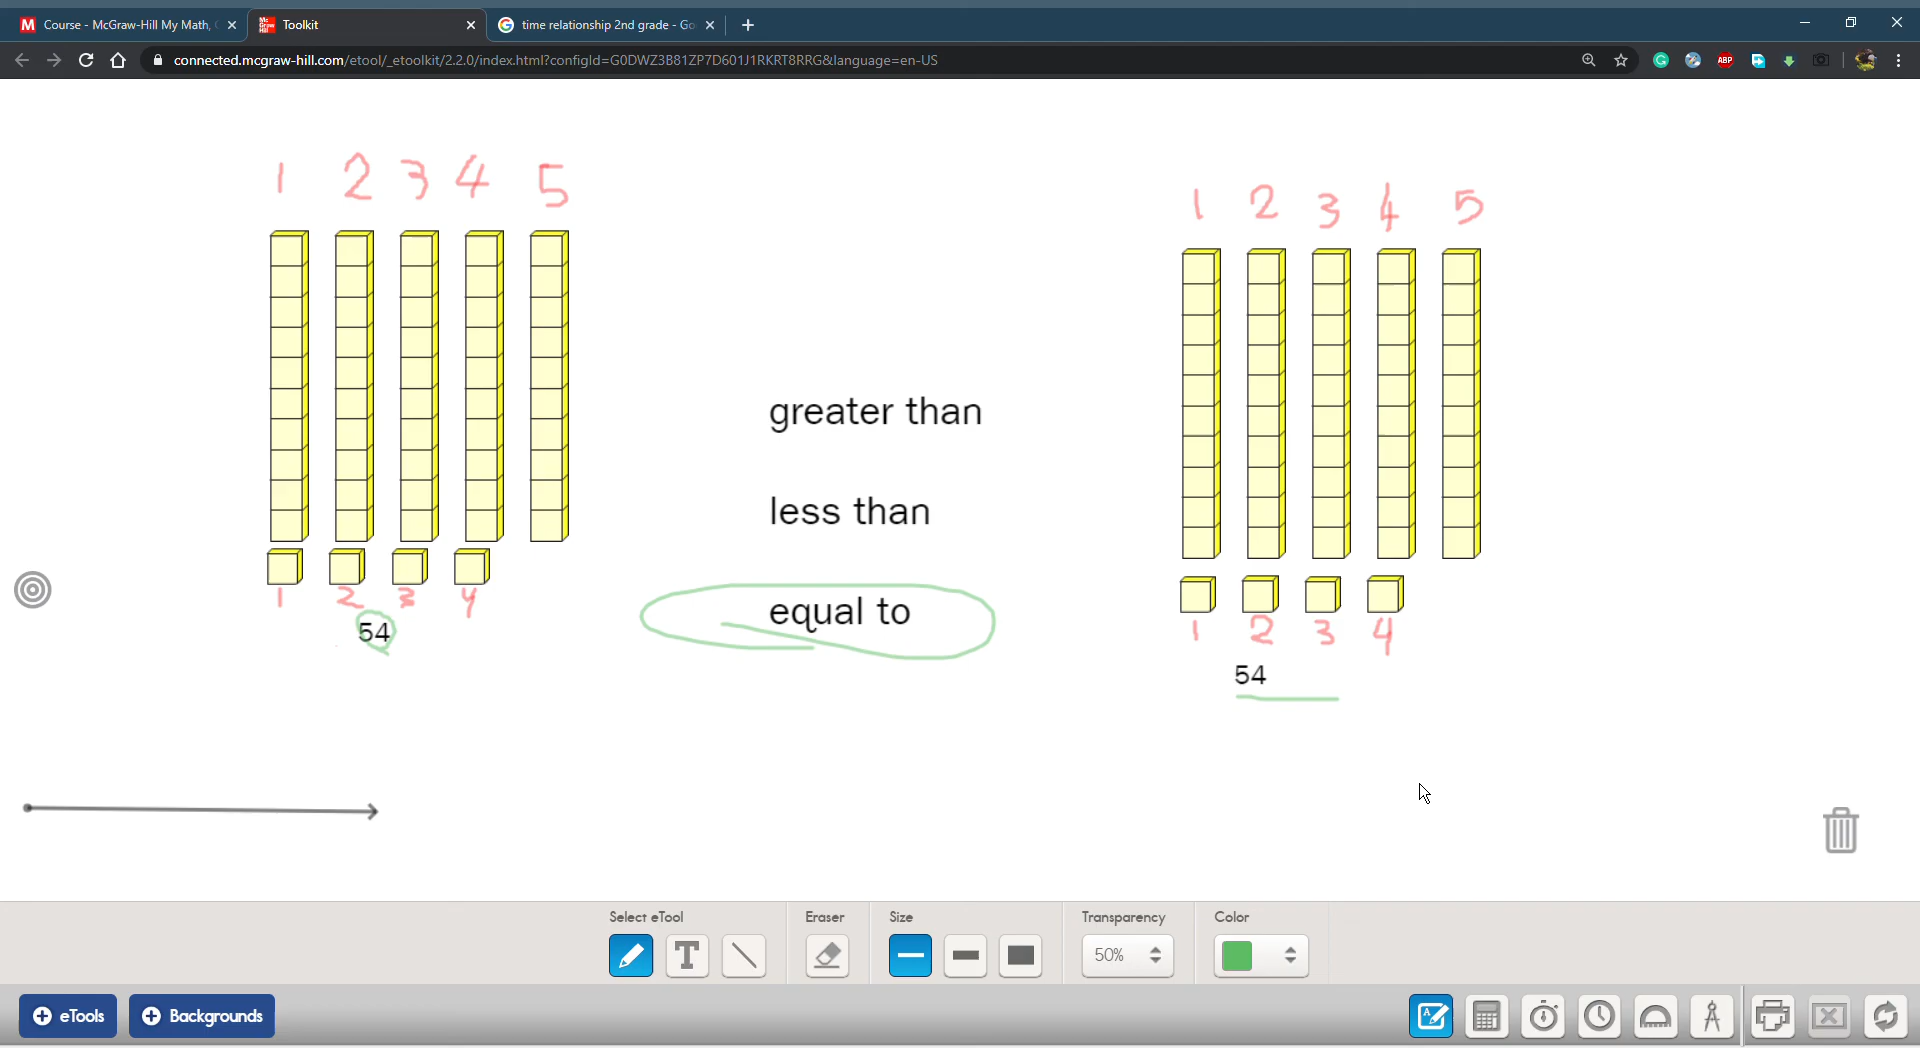 Course - McGraw-Hill My Math,
Toolkit
time relationship 2nd grade - Go
connected.mcgraw-hill.com/etool/_etoolkit/2.2.0/index.html?configId=G0DWZ3B81ZP7D601J1RKRT8RRG&language=en-US
ABP
1 2 3 4 5
1 2 3 4 5
greater than
less than
equal to
1 2 3 4
54
1 2 3 4
54
Select eTool
Eraser
Size
Transparency
Color
T
50%
eTools
Backgrounds
A